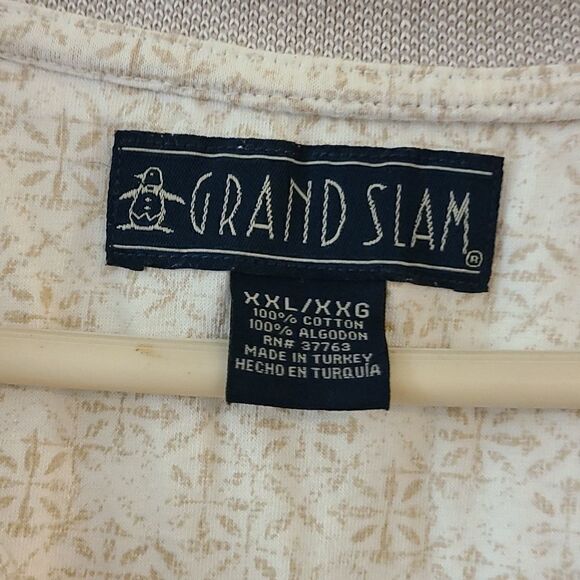 GRAND SLAM®
XXL/XXG
100% COTTON
100% ALGODON
RN# 37763
MADE IN TURKEY
HECHO EN TURQUÍA